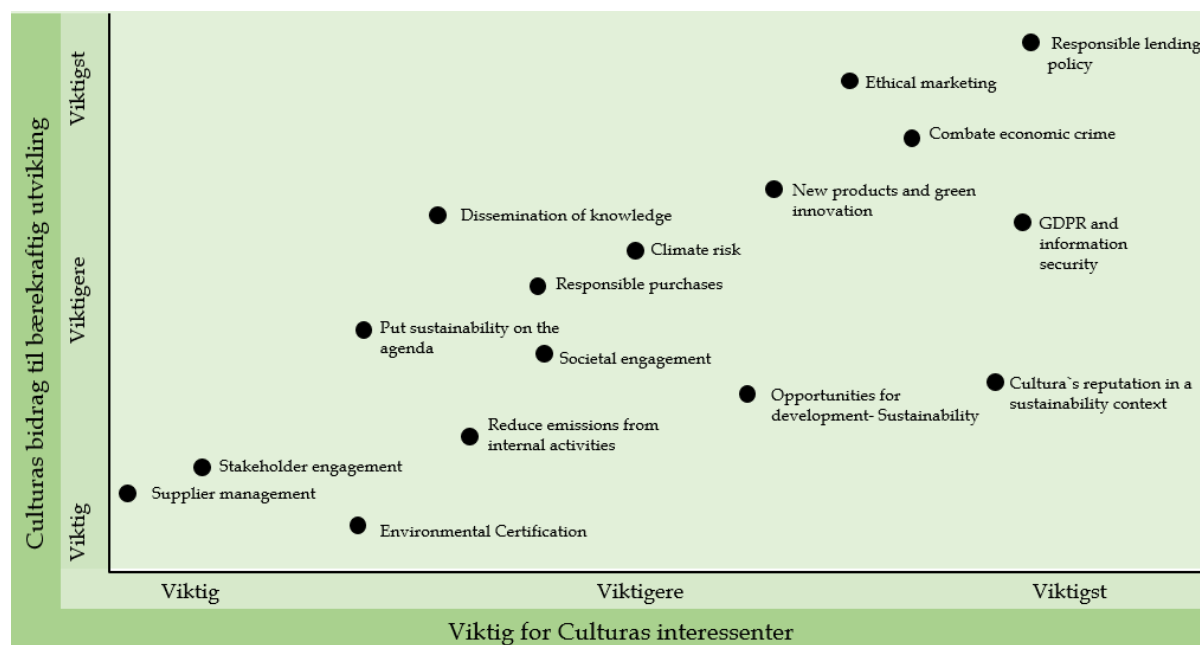 Culturas bidrag til bærekraftig utvikling
Viktigst
Viktigere
Viktig
Responsible lending
policy
Ethical marketing
Combate economic crime
New products and green
innovation
Dissemination of knowledge
GDPR and
information
security
Climate risk
Responsible purchases
Put sustainability on the
agenda
Societal engagement
Cultura`s reputation in a
sustainability context
Opportunities for
development- Sustainability
Reduce emissions from
internal activities
Stakeholder engagement
Supplier management
Environmental Certification
Viktig
Viktigere
Viktigst
Viktig for Culturas interessenter